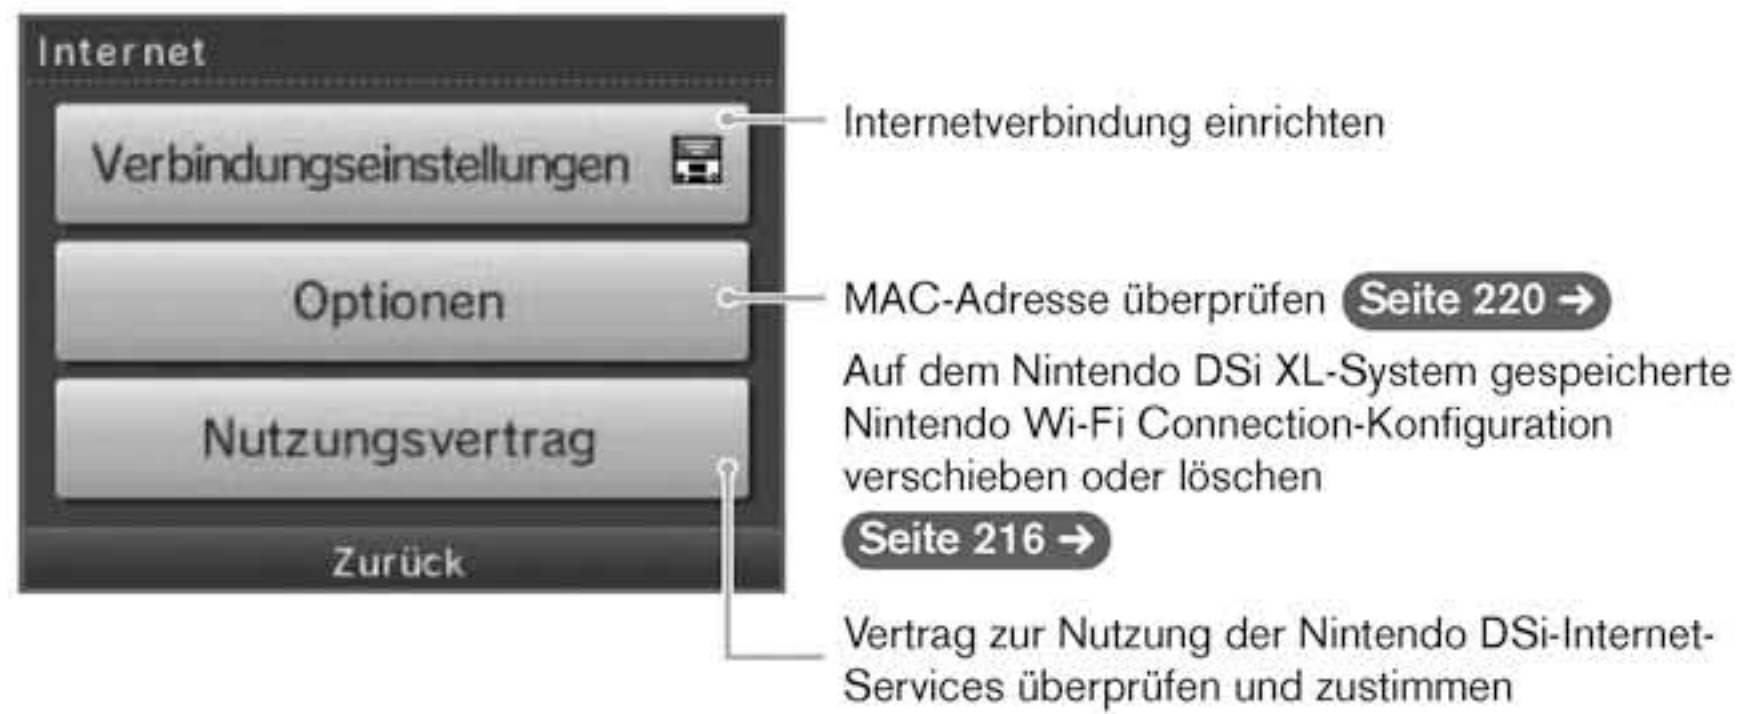 Internet
Verbindungseinstellungen
Internetverbindung einrichten
Optionen
MAC-Adresse überprüfen Seite 220 →
Auf dem Nintendo DSi XL-System gespeicherte
Nintendo Wi-Fi Connection-Konfiguration
verschieben oder löschen
Seite 216 →
Nutzungsvertrag
Zurück
Vertrag zur Nutzung der Nintendo DSi-Internet-
Services überprüfen und zustimmen